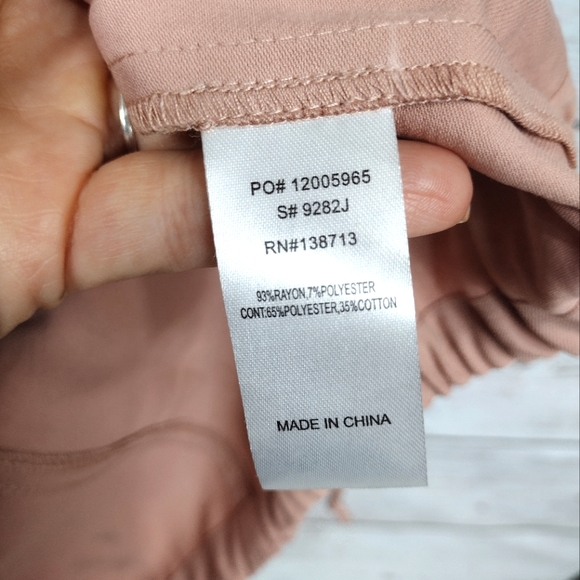 PO# 12005965
S# 9282J
RN#138713
93%RAYON,7%POLYESTER
CONT:65%POLYESTER,35%COTTON
MADE IN CHINA